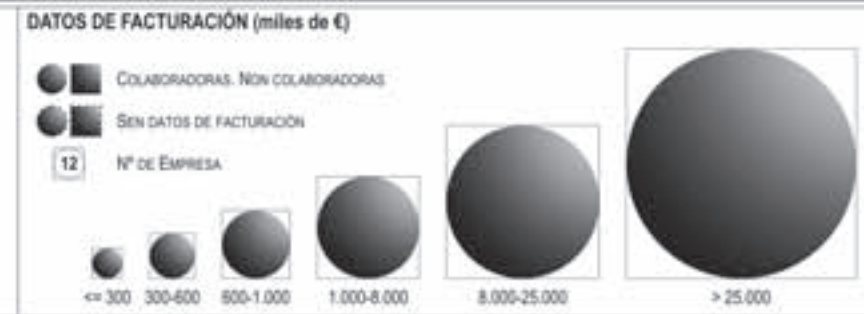 DATOS DE FACTURACIÓN (miles de €)
COLABORADORAS. NON COLABORADORAS
SEN DATOS DE FACTURACIÓN
12 Nº DE EMPRESA
<= 300 300-600 600-1.000 1.000-8.000 8.000-25.000 > 25.000